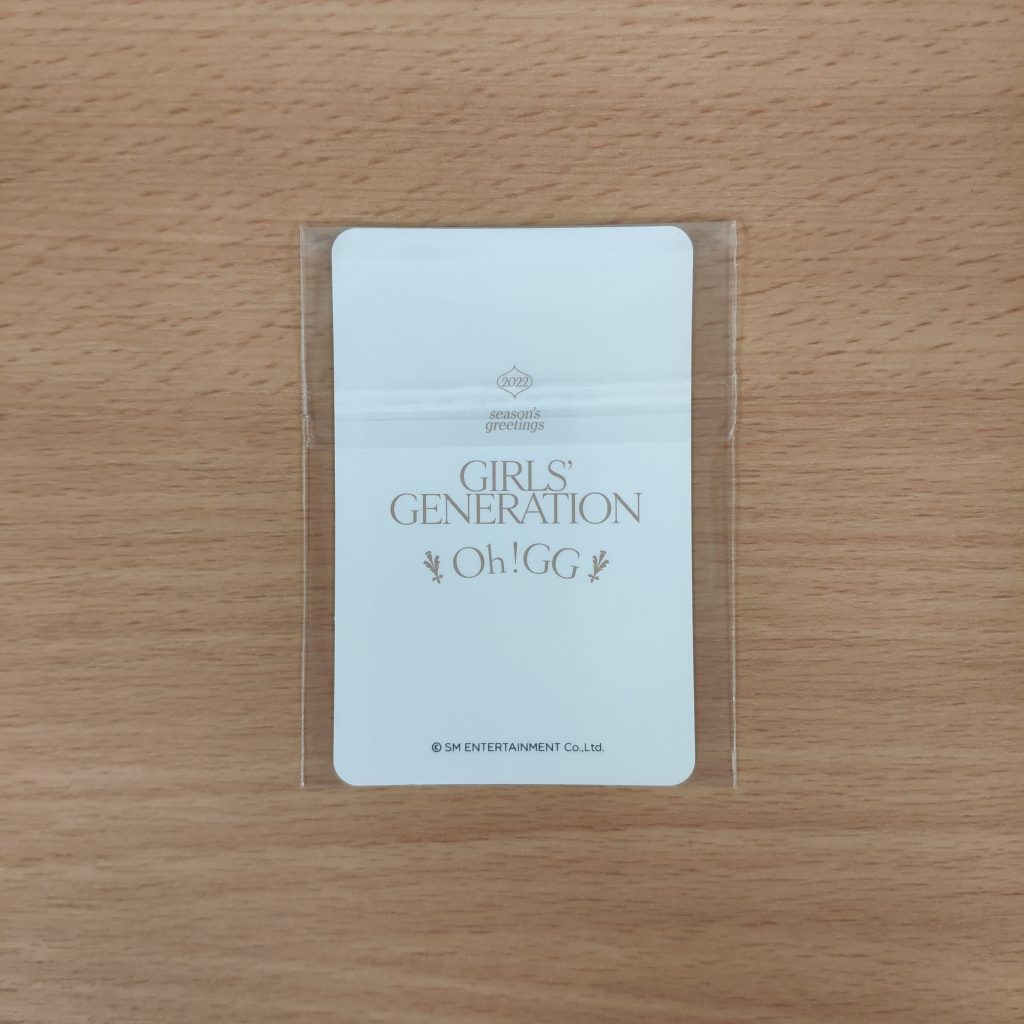 2022
season's
greetings
GIRLS'
GENERATION
Oh!GG
© SM ENTERTAINMENT Co.,Ltd.